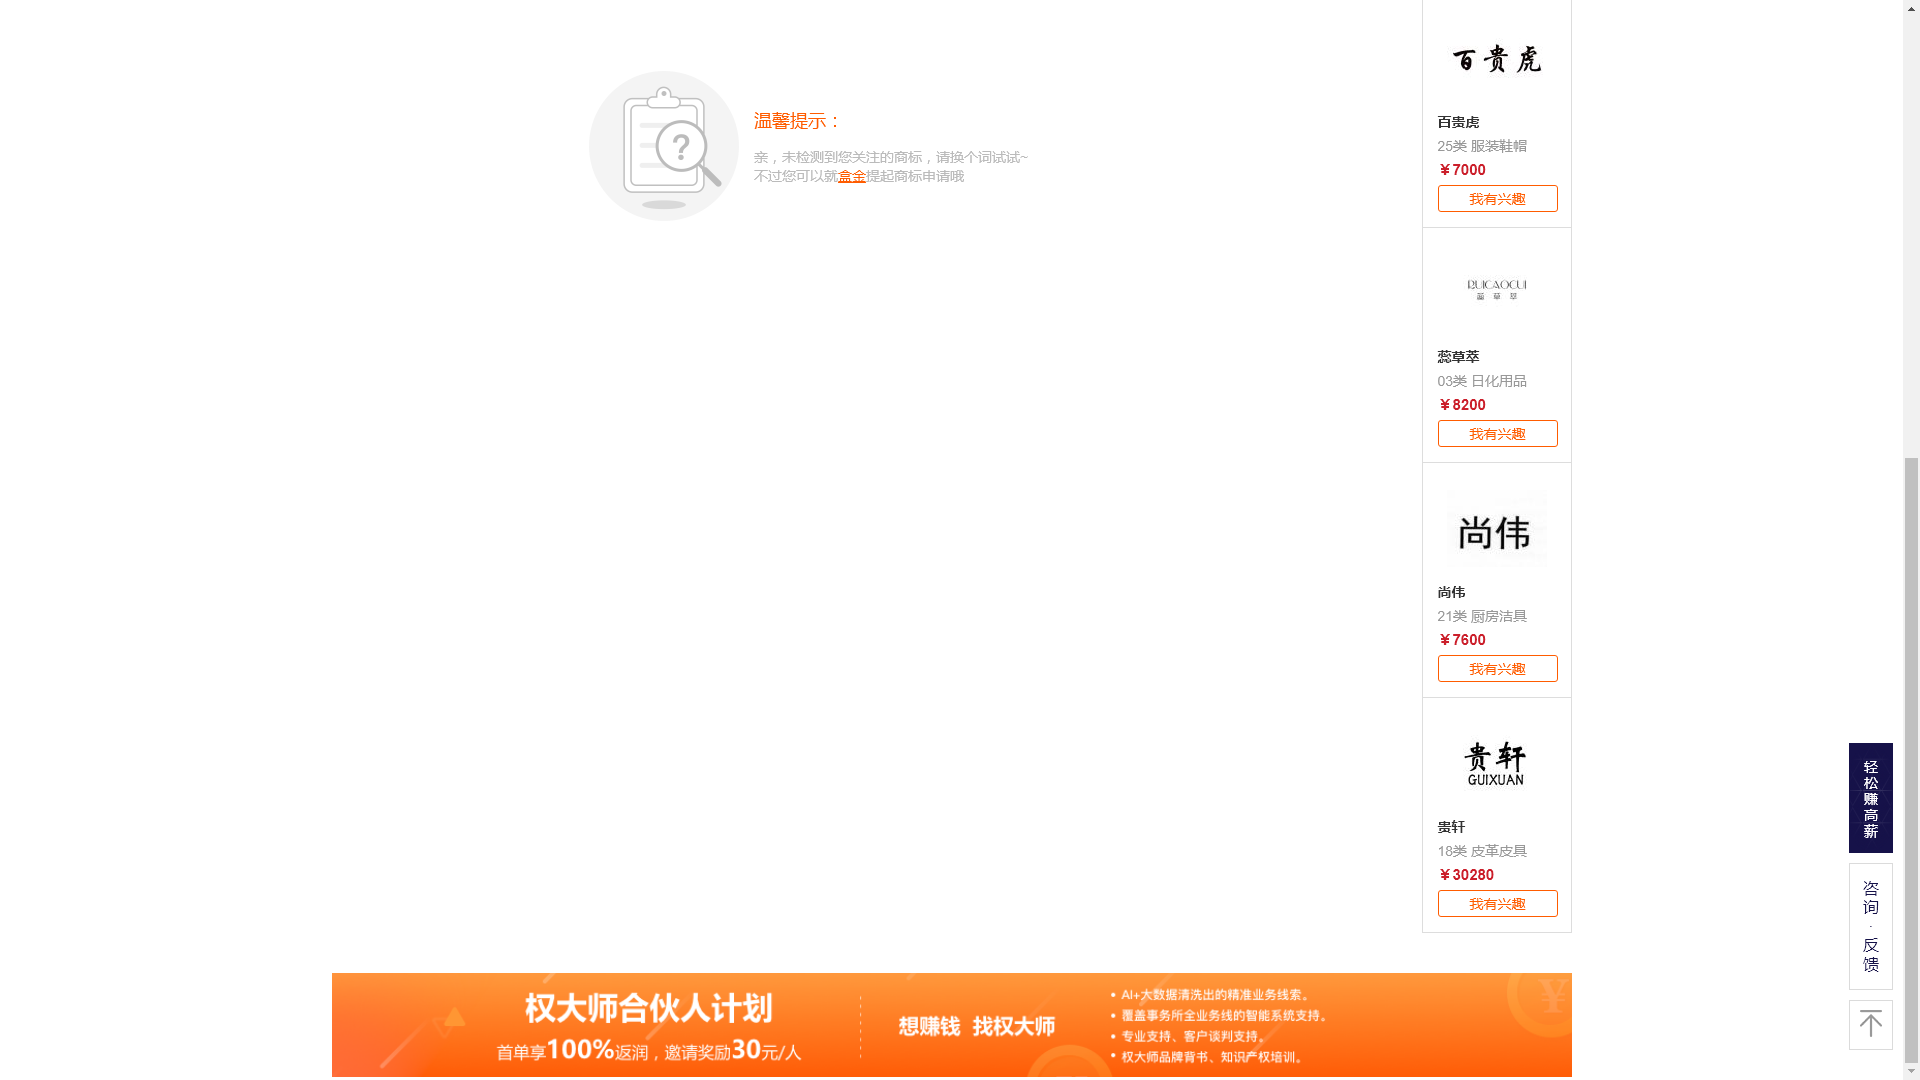 温馨提示：
亲，未检测到您关注的商标，请换个词试试~
不过您可以就盒金提起商标申请哦
百贵虎
百贵虎
25类 服装鞋帽
￥7000
我有兴趣
RUICAOCUI
蕊草萃
蕊草萃
03类 日化用品
￥8200
我有兴趣
尚伟
尚伟
21类 厨房洁具
￥7600
我有兴趣
贵轩
GUIXUAN
贵轩
18类 皮革皮具
￥30280
我有兴趣
轻松赚高薪
咨询·反馈
权大师合伙人计划
首单享100%返润，邀请奖励30元/人
想赚钱 找权大师
• AI+大数据清洗出的精准业务线索。
• 覆盖事务所全业务线的智能系统支持。
• 专业支持、客户谈判支持。
• 权大师品牌背书、知识产权培训。